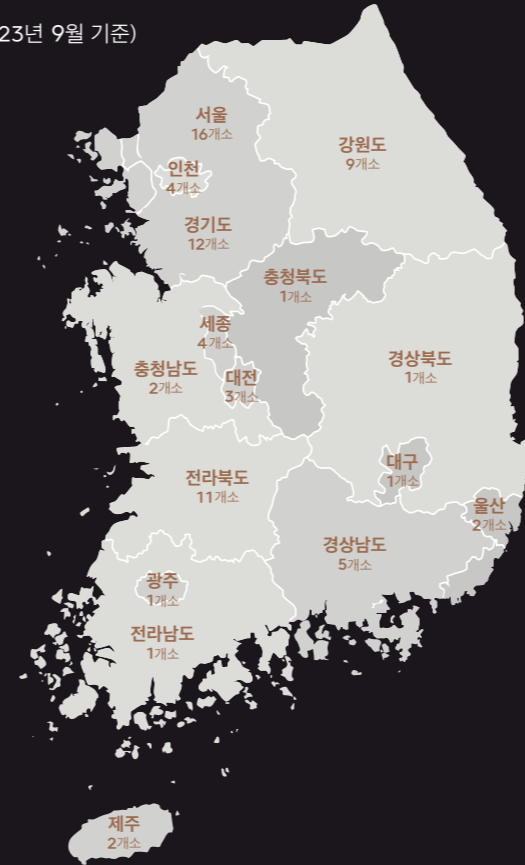 23년 9월 기준)
서울
16개소
강원도
9개소
인천
4개소
경기도
12개소
충청북도
1개소
세종
4개소
경상북도
1개소
충청남도
2개소
대전
3개소
대구
1개소
전라북도
11개소
울산
2개소
경상남도
5개소
광주
1개소
전라남도
1개소
제주
2개소